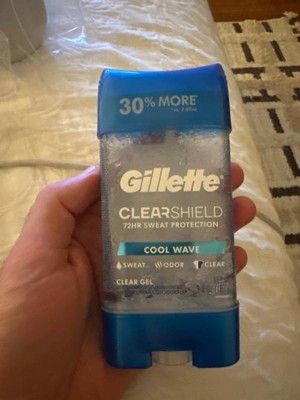 30% MORE
Gillette
CLEARSHIELD
72HR SWEAT PROTECTION
COOL WAVE
SWEAT ODOR CLEAR
CLEAR GEL